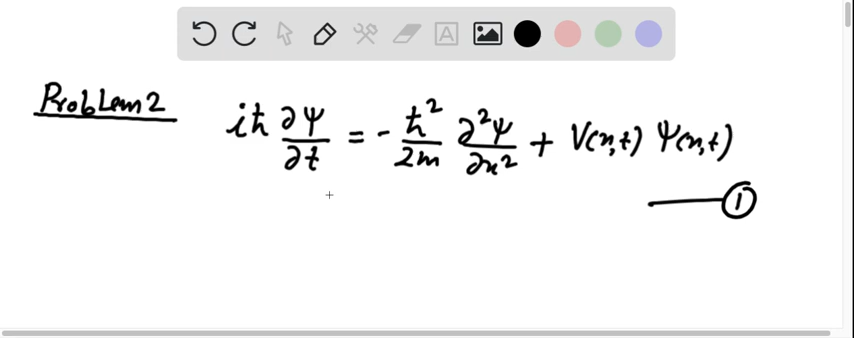 Problem 2
iħ ∂Ψ/∂t = - ħ²/2m ∂²Ψ/∂x² + V(x,t) Ψ(x,t)
①
A